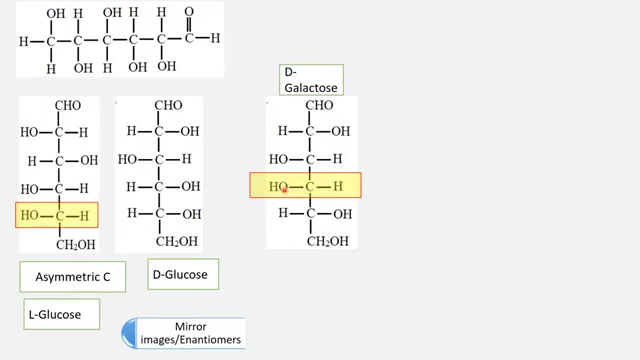 OH H OH H H O
H—C—C—C—C—C—C—H
H OH H OH OH
D-
Galactose
CHO
HO—C—H
H—C—OH
HO—C—H
HO—C—H
CH₂OH
CHO
H—C—OH
HO—C—H
H—C—OH
H—C—OH
CH₂OH
CHO
H—C—OH
HO—C—H
HO—C—H
H—C—OH
CH₂OH
Asymmetric C
D-Glucose
L-Glucose
Mirror
images/Enantiomers